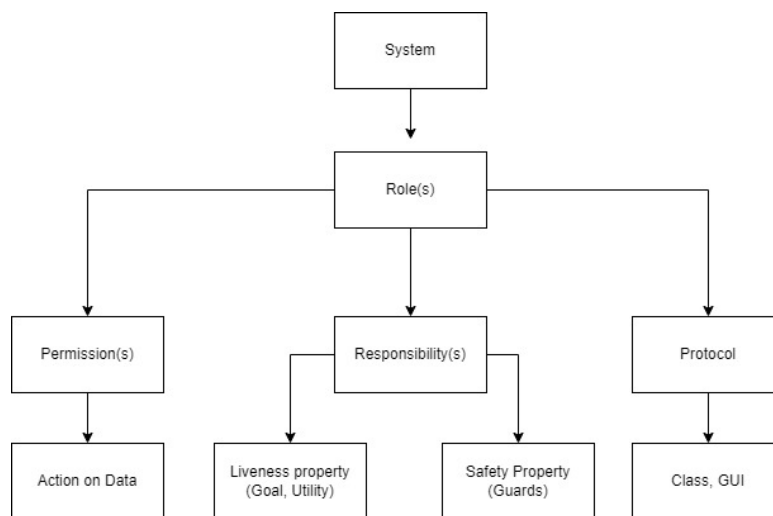 System
Role(s)
Permission(s)
Responsibility(s)
Protocol
Action on Data
Liveness property
(Goal, Utility)
Safety Property
(Guards)
Class, GUI